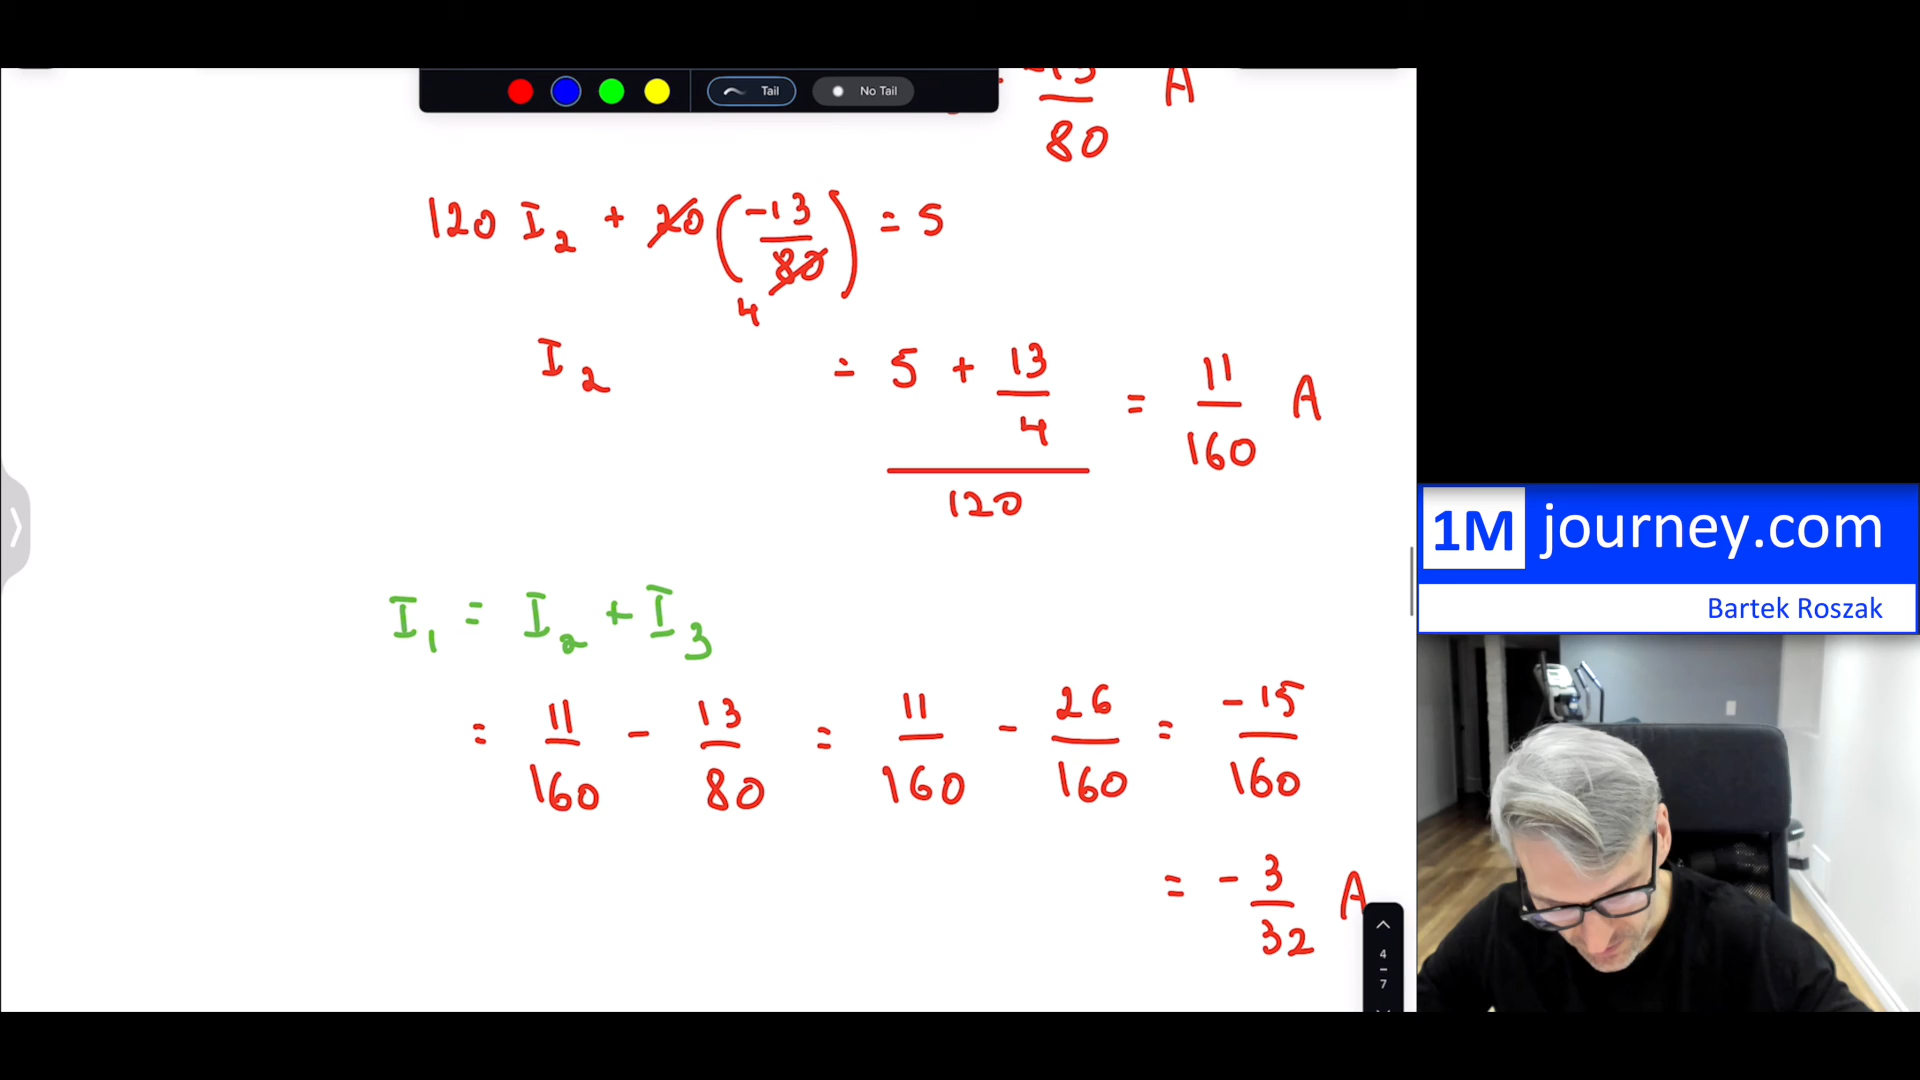 Tail No Tail
-13/80 A
120 I₂ + 20(-13/80) = 5
4
I₂ = (5 + 13/4)/120 = 11/160 A
I₁ = I₂ + I₃
= 11/160 - 13/80 = 11/160 - 26/160 = -15/160
= -3/32 A
4
7
1M journey.com
Bartek Roszak